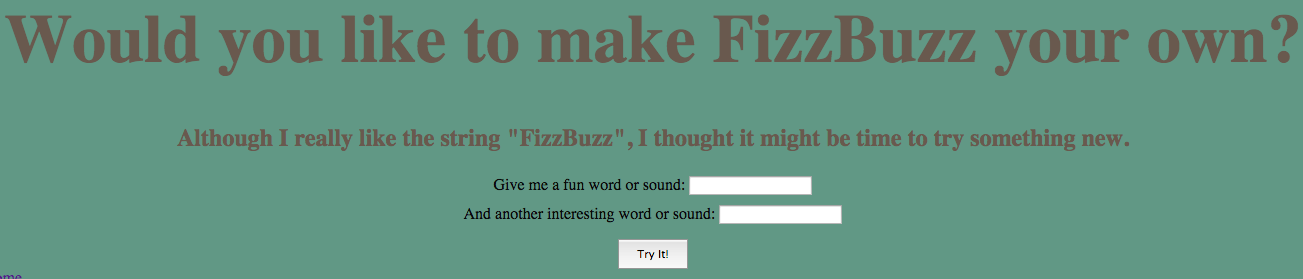 Would you like to make FizzBuzz your own?
Although I really like the string "FizzBuzz", I thought it might be time to try something new.
Give me a fun word or sound:
And another interesting word or sound:
Try It!